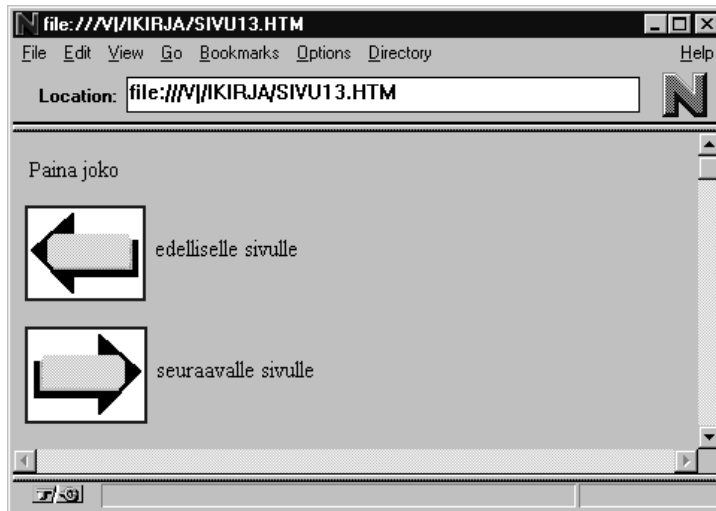 file:///V|/IKIRJA/SIVU13.HTM
File Edit View Go Bookmarks Options Directory Help
Location: file:///V|/IKIRJA/SIVU13.HTM
N
Paina joko
edelliselle sivulle
seuraavalle sivulle